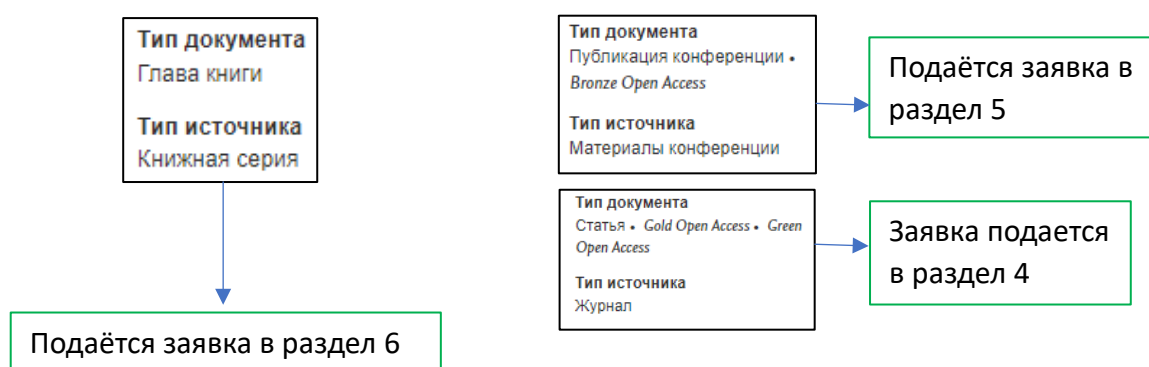 Тип документа
Глава книги
Тип источника
Книжная серия
Подаётся заявка в раздел 6
Тип документа
Публикация конференции •
Bronze Open Access
Тип источника
Материалы конференции
Подаётся заявка в
раздел 5
Тип документа
Статья • Gold Open Access • Green
Open Access
Тип источника
Журнал
Заявка подается
в раздел 4